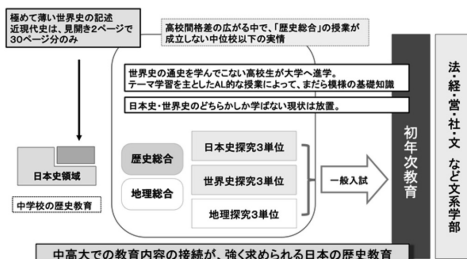 極めて薄い世界史の記述
近現代史は、見開き2ページで
30ページ分のみ
高校間格差の広がる中で、「歴史総合」の授業が
成立しない中位校以下の実情
世界史の通史を学んでこない高校生が大学へ進学。
テーマ学習を主としたAL的な授業によって、まだら模様の基礎知識
日本史・世界史のどちらかしか学ばない現状は放置。
日本史領域
中学校の歴史教育
歴史総合
地理総合
日本史探究3単位
世界史探究3単位
地理探究3単位
一般入試
初年次教育
法・経・営・社・文 など文系学部
中高大での教育内容の接続が、強く求められる日本の歴史教育